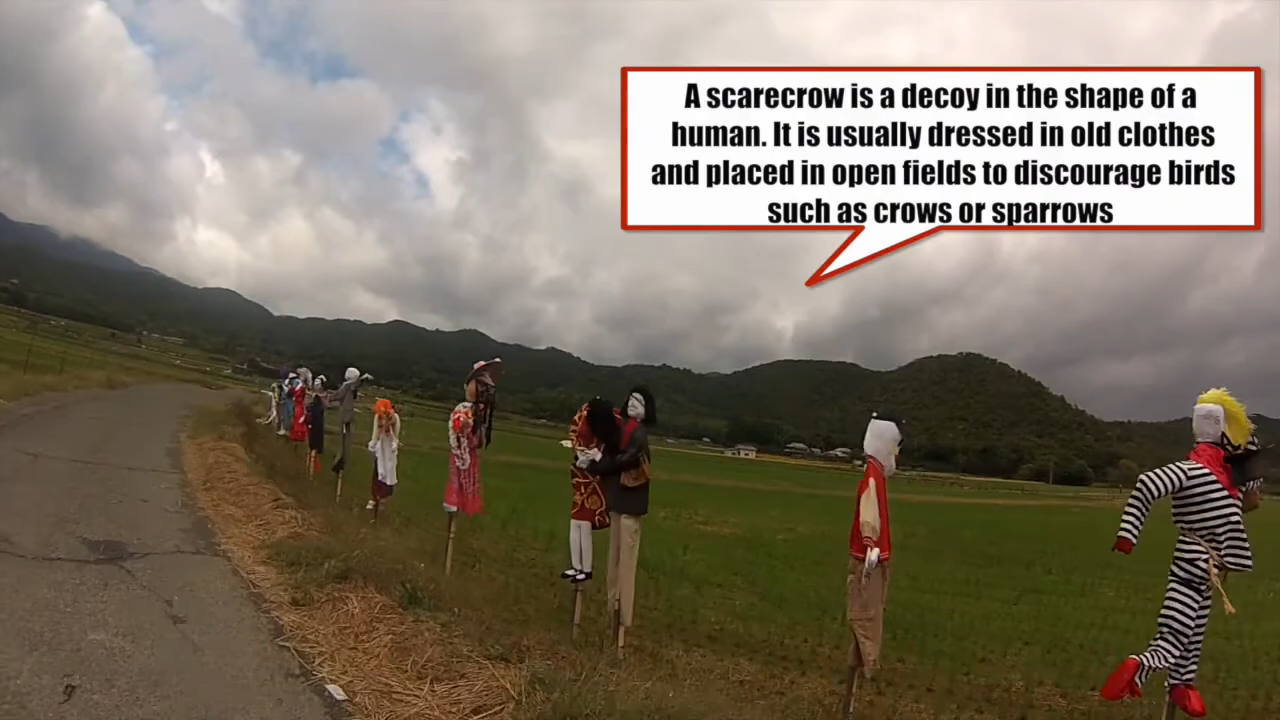 A scarecrow is a decoy in the shape of a
human. It is usually dressed in old clothes
and placed in open fields to discourage birds
such as crows or sparrows